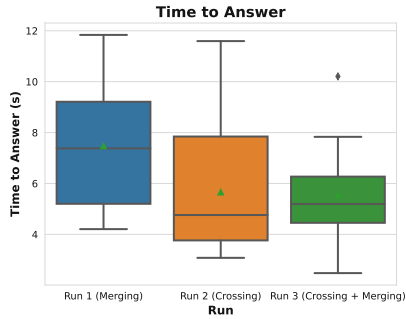 Time to Answer
Time to Answer (s)
12
10
8
6
4
Run 1 (Merging)
Run 2 (Crossing)
Run 3 (Crossing + Merging)
Run